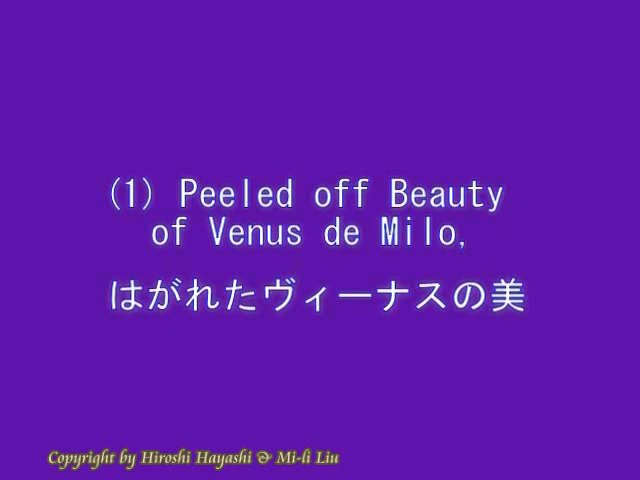 (1) Peeled off Beauty
of Venus de Milo,
はがれたヴィーナスの美
Copyright by Hiroshi Hayashi & Mi-li Liu